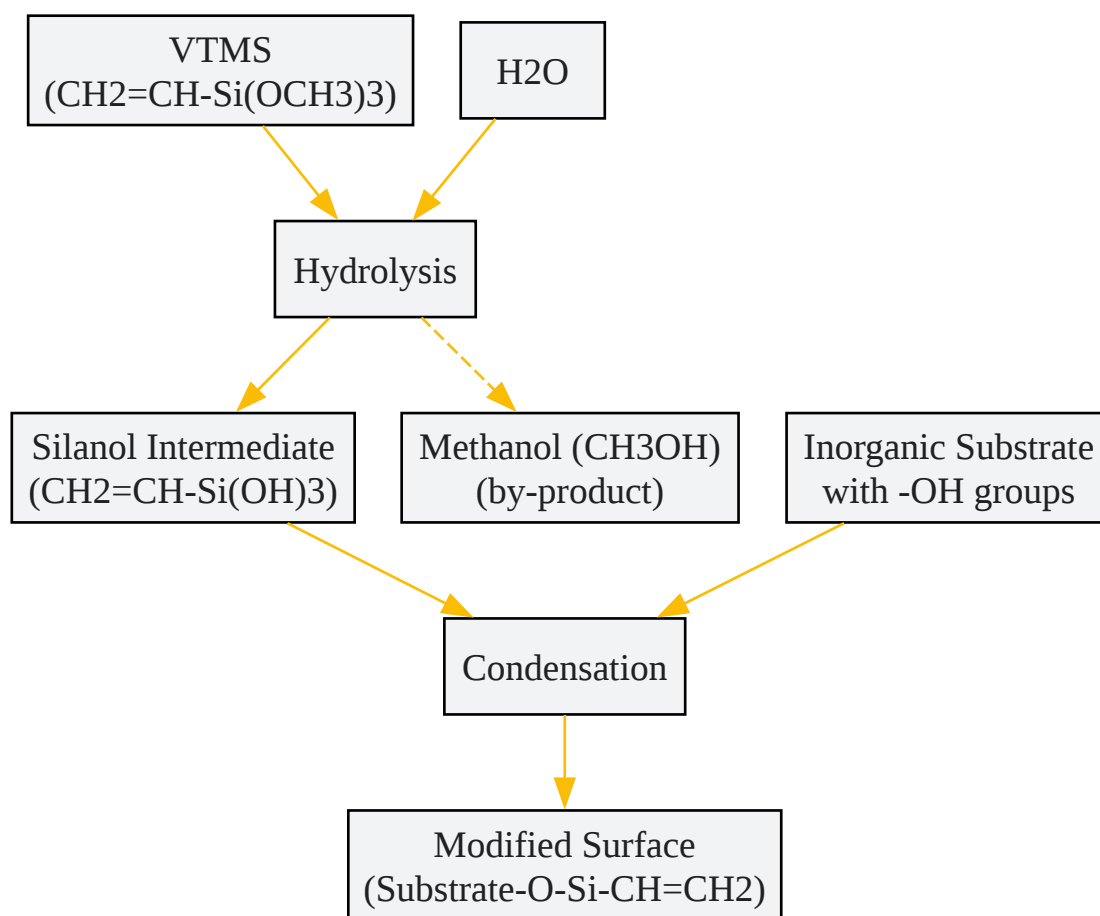 VTMS
(CH2=CH-Si(OCH3)3)
H2O
Hydrolysis
Silanol Intermediate
(CH2=CH-Si(OH)3)
Methanol (CH3OH)
(by-product)
Inorganic Substrate
with -OH groups
Condensation
Modified Surface
(Substrate-O-Si-CH=CH2)